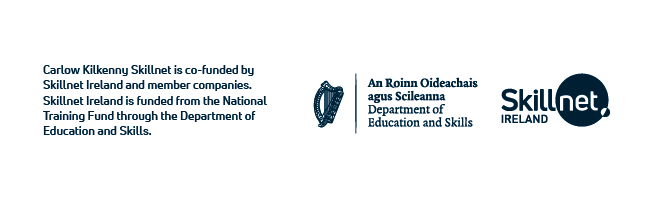 Carlow Kilkenny Skillnet is co-funded by
Skillnet Ireland and member companies.
Skillnet Ireland is funded from the National
Training Fund through the Department of
Education and Skills.
An Roinn Oideachais
agus Scileanna
Department of
Education and Skills
Skillnet
IRELAND